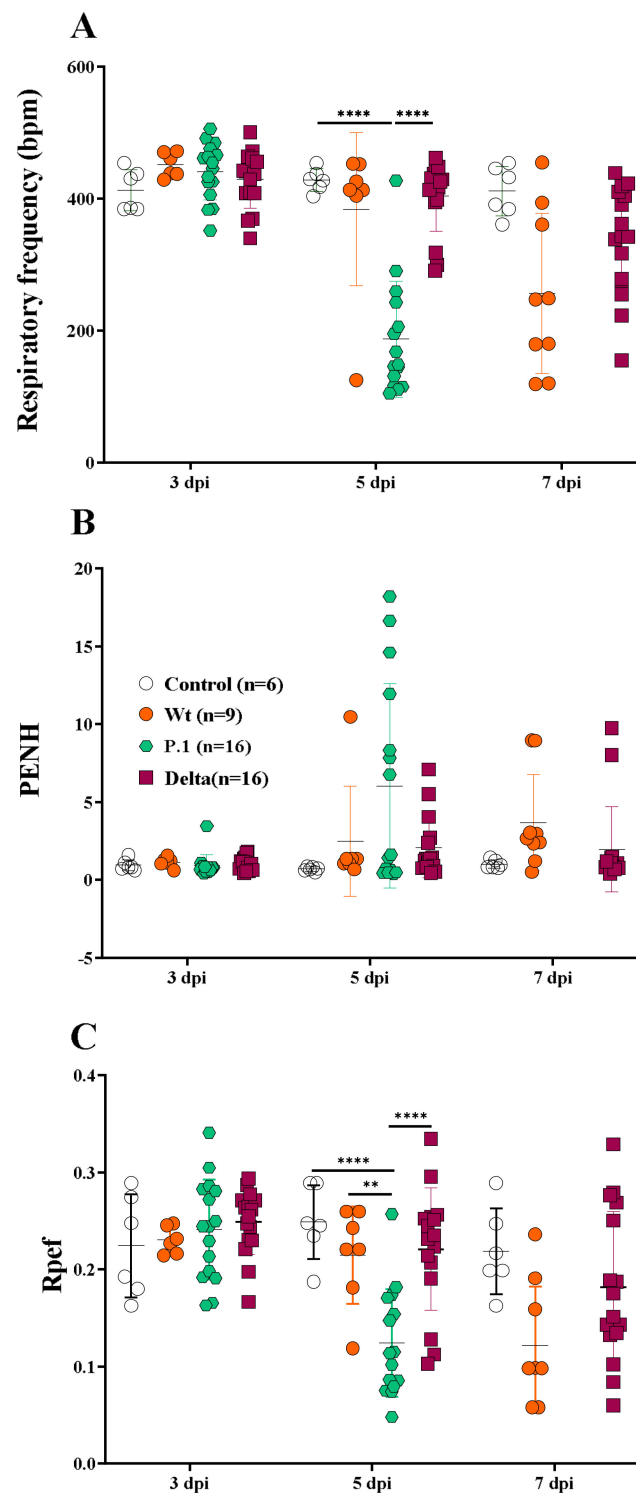 A
Respiratory frequency (bpm)
600
400
200
0
**** ****
3 dpi 5 dpi 7 dpi
B
PENH
20
15
10
5
0
-5
Control (n=6)
Wt (n=9)
P.1 (n=16)
Delta(n=16)
3 dpi 5 dpi 7 dpi
C
Rpef
0.4
0.3
0.2
0.1
0.0
****
****
**
3 dpi 5 dpi 7 dpi